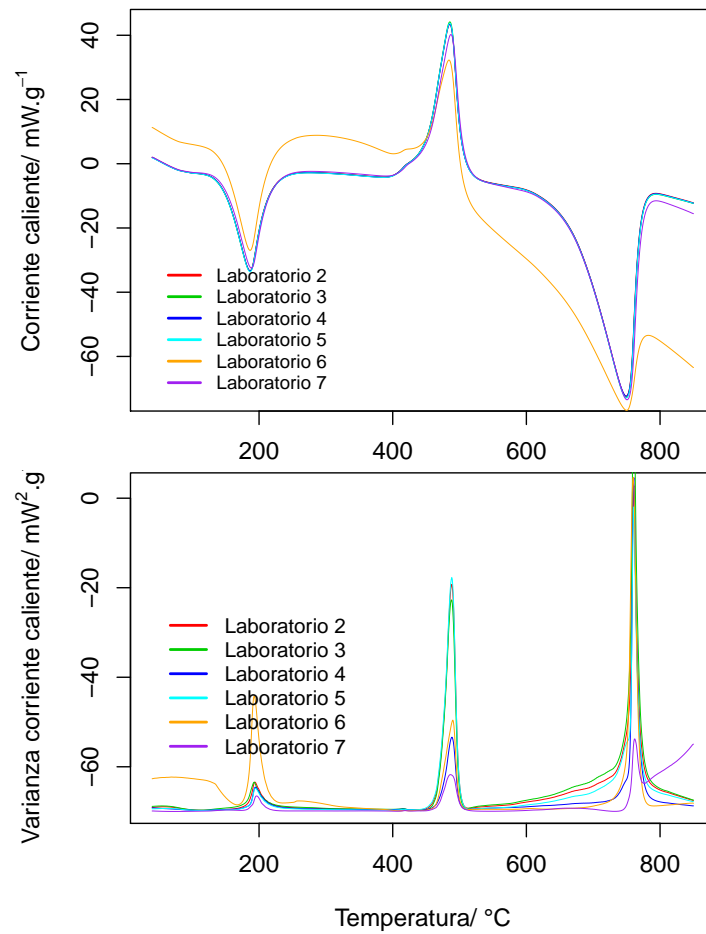 Corriente caliente/ mW.g⁻¹
40
20
0
−20
−40
−60
Laboratorio 2
Laboratorio 3
Laboratorio 4
Laboratorio 5
Laboratorio 6
Laboratorio 7
200 400 600 800
Varianza corriente caliente/ mW².g
0
−20
−40
−60
Laboratorio 2
Laboratorio 3
Laboratorio 4
Laboratorio 5
Laboratorio 6
Laboratorio 7
200 400 600 800
Temperatura/ °C